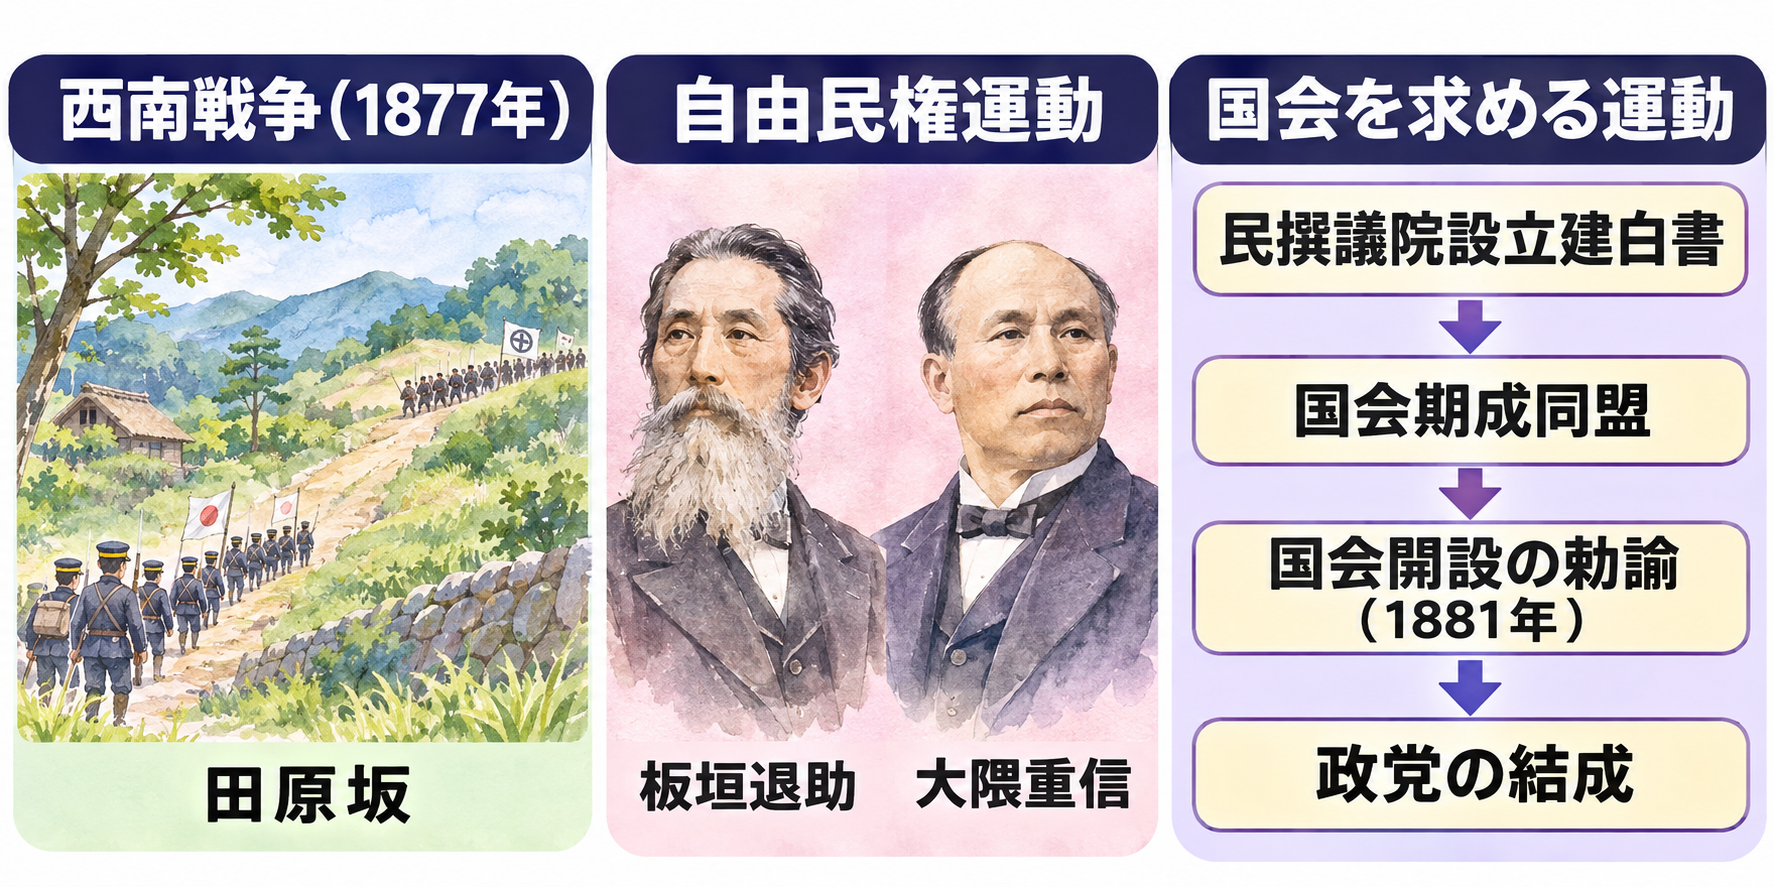 西南戦争(1877年)
田原坂
自由民権運動
板垣退助
大隈重信
国会を求める運動
民撰議院設立建白書
国会期成同盟
国会開設の勅諭
(1881年)
政党の結成